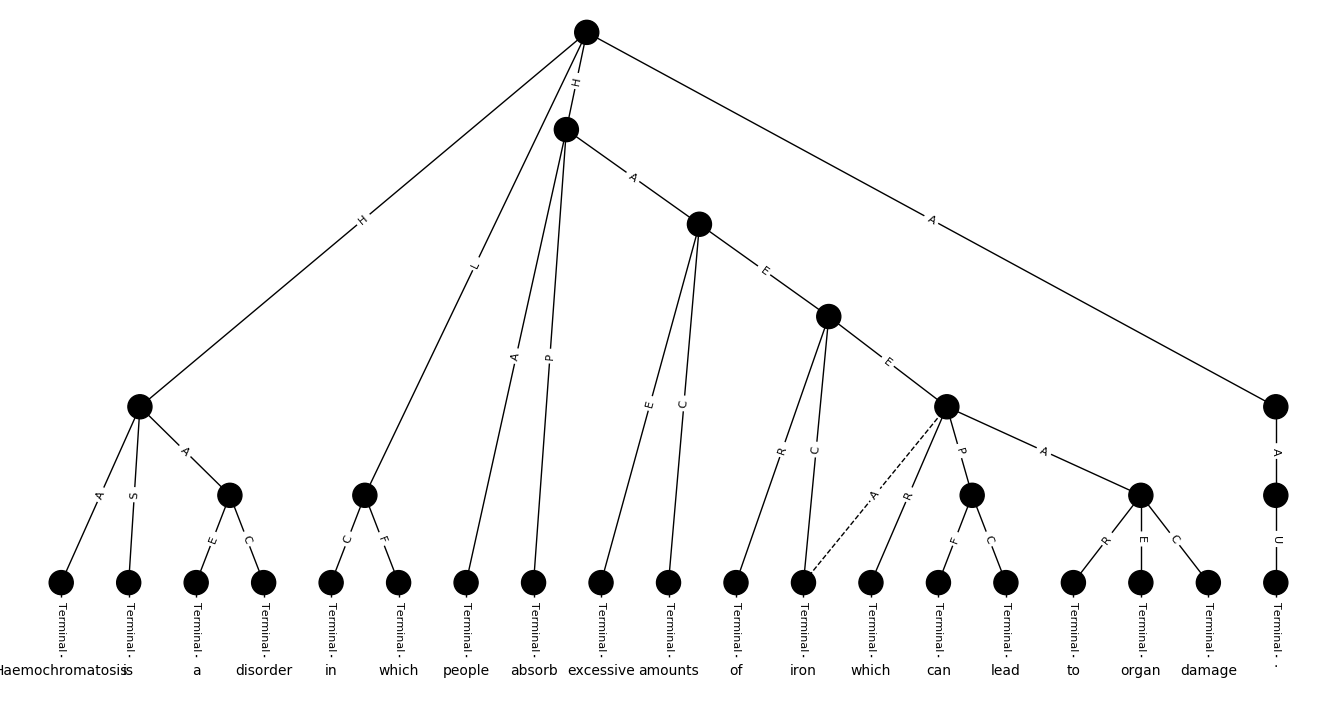 H
H
L
A
A
A
P
E
E
C
R
C
E
A
S
A
A
R
P
A
A
E
C
C
F
F
C
R
E
C
U
Terminal Terminal Terminal Terminal Terminal Terminal Terminal Terminal Terminal Terminal Terminal Terminal Terminal Terminal Terminal Terminal Terminal Terminal Terminal
Haemochromatosis is a disorder in which people absorb excessive amounts of iron which can lead to organ damage .